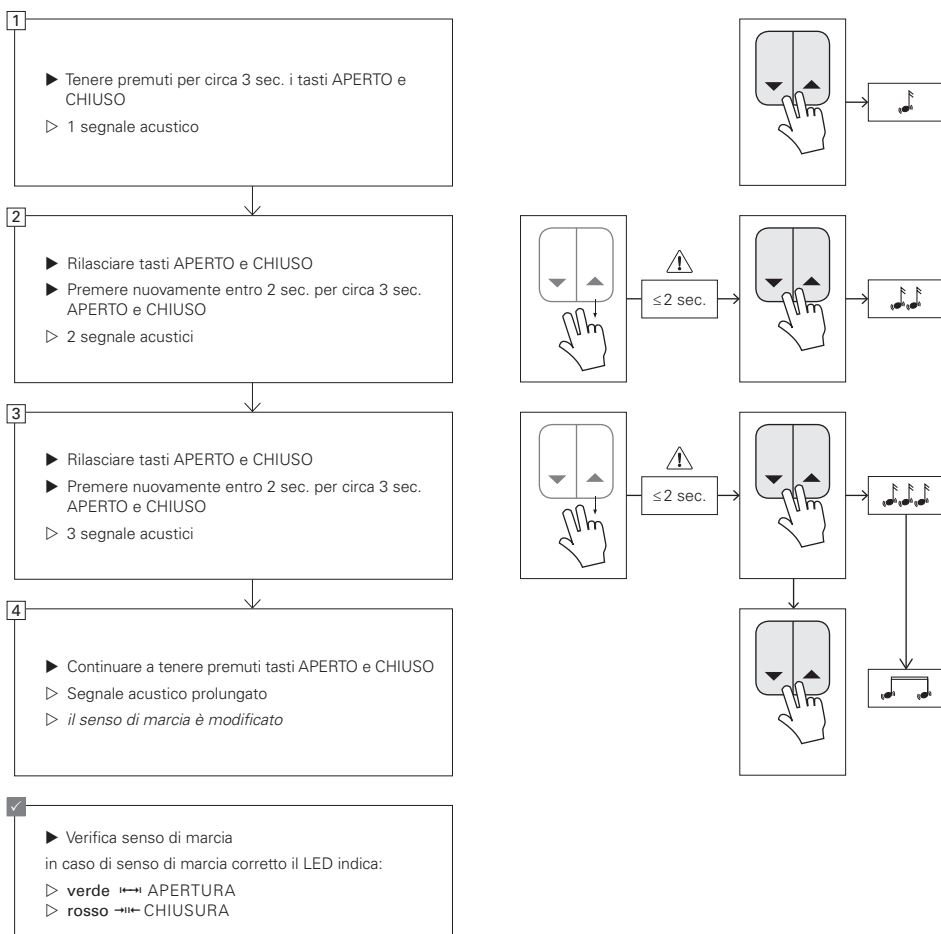 1
▶ Tenere premuti per circa 3 sec. i tasti APERTO e
CHIUSO
▷ 1 segnale acustico
2
▶ Rilasciare tasti APERTO e CHIUSO
▶ Premere nuovamente entro 2 sec. per circa 3 sec.
APERTO e CHIUSO
▷ 2 segnale acustici
≤ 2 sec.
3
▶ Rilasciare tasti APERTO e CHIUSO
▶ Premere nuovamente entro 2 sec. per circa 3 sec.
APERTO e CHIUSO
▷ 3 segnale acustici
≤ 2 sec.
4
▶ Continuare a tenere premuti tasti APERTO e CHIUSO
▷ Segnale acustico prolungato
▷ il senso di marcia è modificato
▶ Verifica senso di marcia
in caso di senso di marcia corretto il LED indica:
▷ verde APERTURA
▷ rosso CHIUSURA